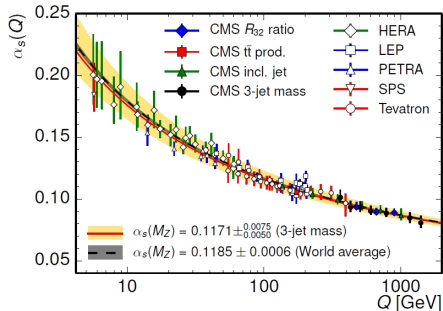 αs(Q)
0.25
0.20
0.15
0.10
0.05
CMS R32 ratio
CMS tt̄ prod.
CMS incl. jet
CMS 3-jet mass
HERA
LEP
PETRA
SPS
Tevatron
αs(MZ) = 0.1171±0.0075 0.0050 (3-jet mass)
αs(MZ) = 0.1185 ± 0.0006 (World average)
10 100 1000
Q [GeV]